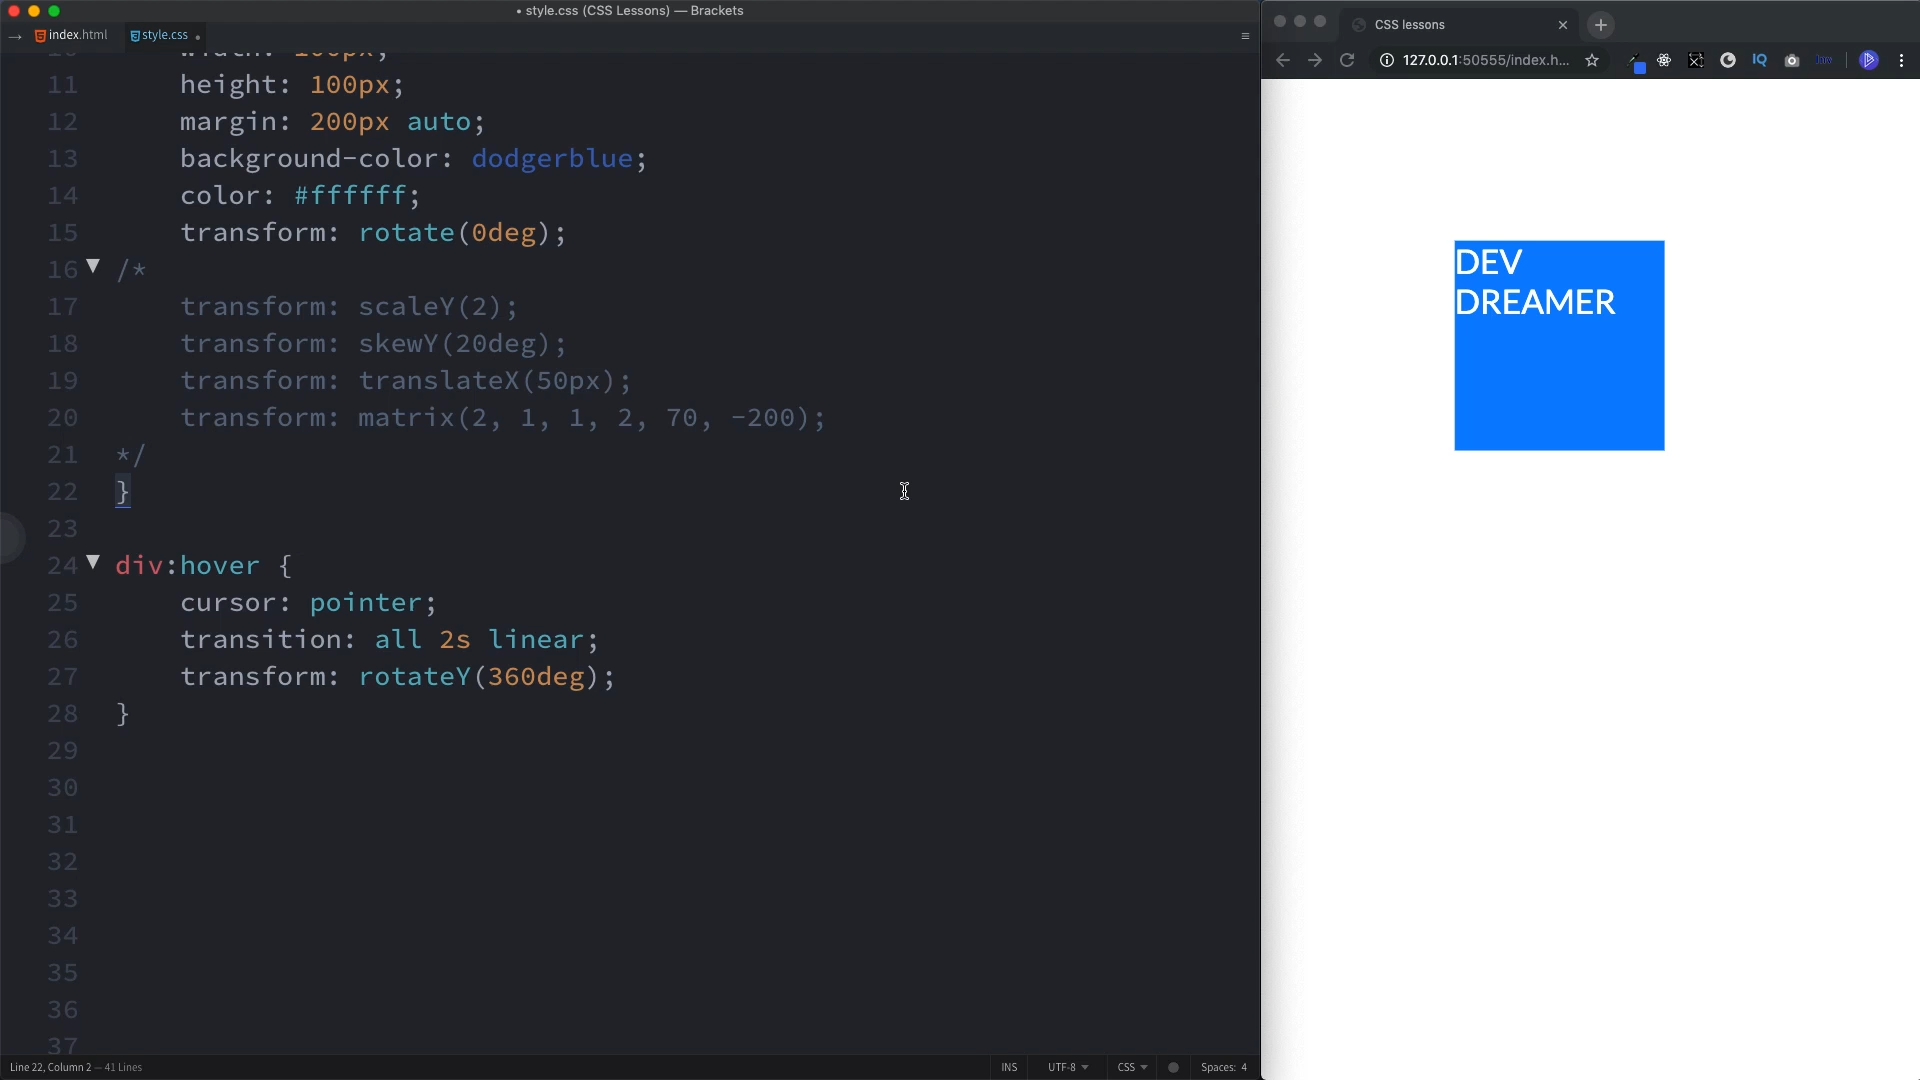 • style.css (CSS Lessons) — Brackets
index.html
style.css •
11 height: 100px;
12 margin: 200px auto;
13 background-color: dodgerblue;
14 color: #ffffff;
15 transform: rotate(0deg);
16 /*
17 transform: scaleY(2);
18 transform: skewY(20deg);
19 transform: translateX(50px);
20 transform: matrix(2, 1, 1, 2, 70, -200);
21 */
22 }
23
24 div:hover {
25 cursor: pointer;
26 transition: all 2s linear;
27 transform: rotateY(360deg);
28 }
29
30
31
32
33
34
35
36
37
Line 22, Column 2 — 41 Lines
INS
UTF-8
CSS
Spaces: 4
CSS lessons
127.0.0.1:50555/index.h...
IQ
DEV
DREAMER